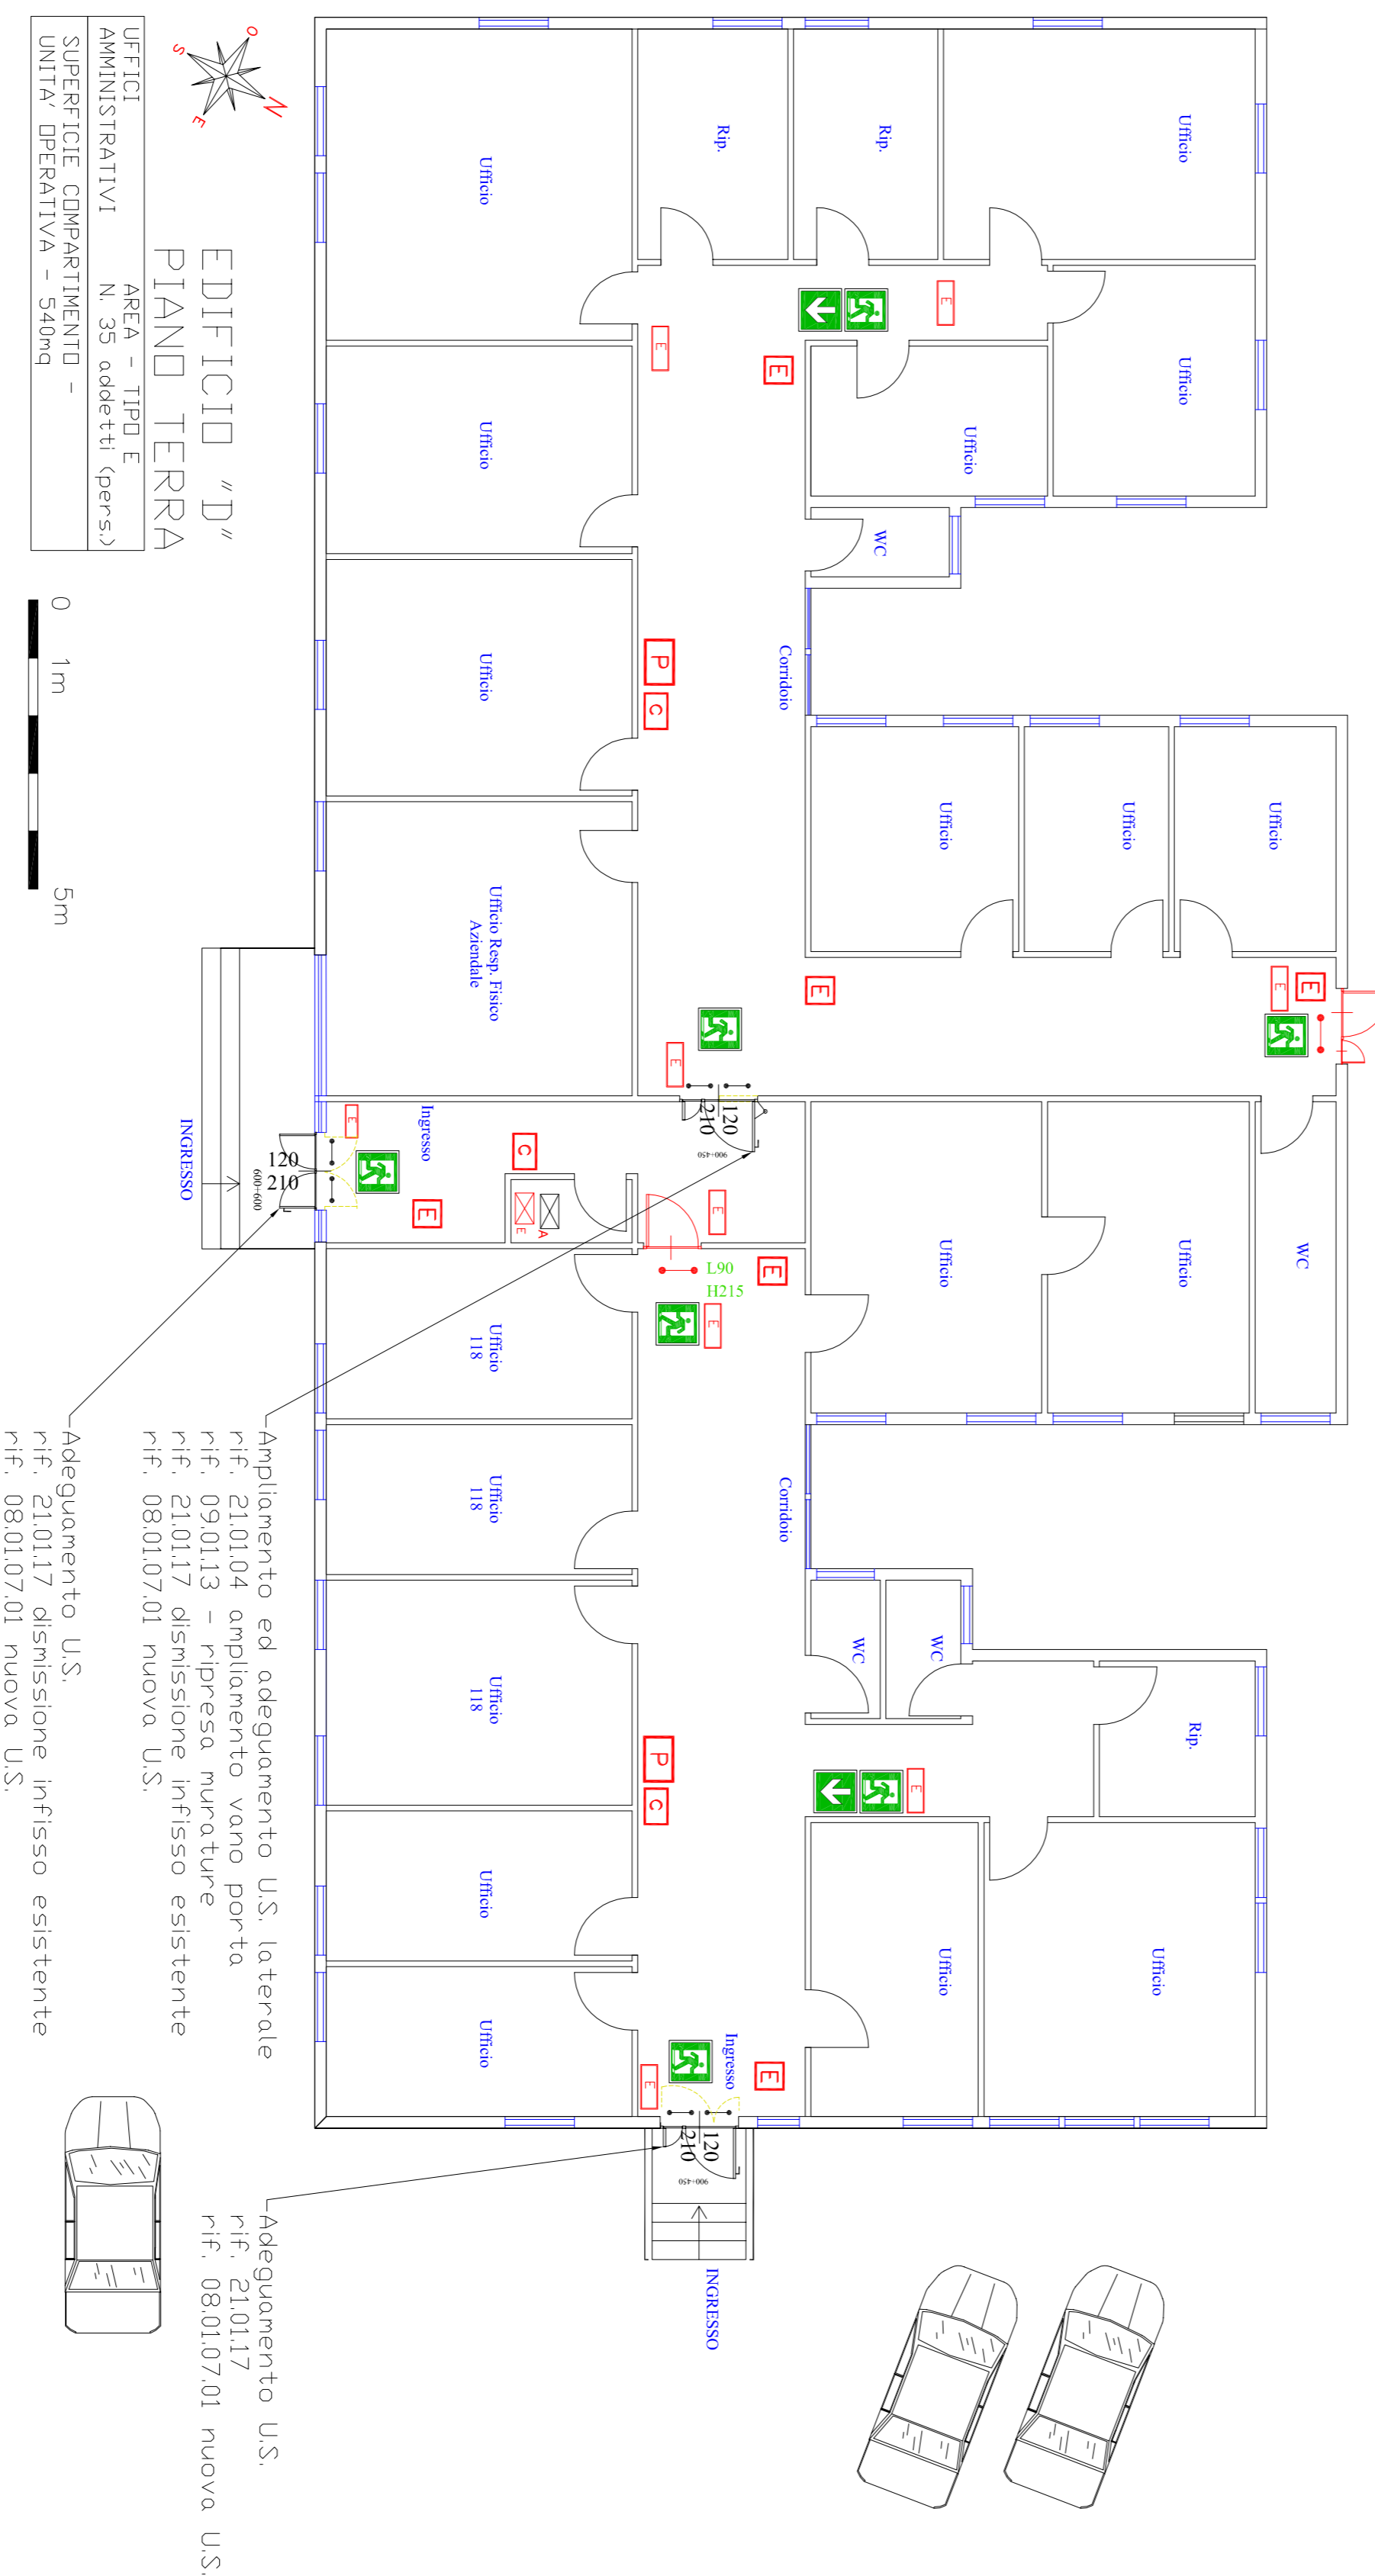 Ufficio
WC
E
E
Ufficio
Ufficio
Ufficio
Ufficio
Rip.
Ufficio
Rip.
Rip.
E
Ufficio
Ufficio
Ufficio
WC
WC
Ufficio
E
WC
E
Corridoio
Corridoio
E
E
E
Ingresso
INGRESSO
120
210
900+450
L90
H215
E
E
120
210
900+450
E
P
C
E
P
C
E
Ufficio
Ufficio
Ufficio
Ufficio Resp. Fisico
Aziendale
Ufficio
118
Ufficio
118
Ufficio
118
Ufficio
Ufficio
A
E
C
Ingresso
E
E
120
210
600+600
INGRESSO
O
N
S
E
EDIFICIO "D"
PIANO TERRA
UFFICI AREA - TIPO E
AMMINISTRATIVI N. 35 addetti (pers.)
SUPERFICIE COMPARTIMENTO -
UNITA' OPERATIVA - 540mq
0 1m 5m
Ampliamento ed adeguamento U.S. laterale
rif. 21.01.04 ampliamento vano porta
rif. 09.01.13 - ripresa murature
rif. 21.01.17 dismissione infisso esistente
rif. 08.01.07.01 nuova U.S.
Adeguamento U.S.
rif. 21.01.17 dismissione infisso esistente
rif. 08.01.07.01 nuova U.S.
Adeguamento U.S.
rif. 21.01.17
rif. 08.01.07.01 nuova U.S.